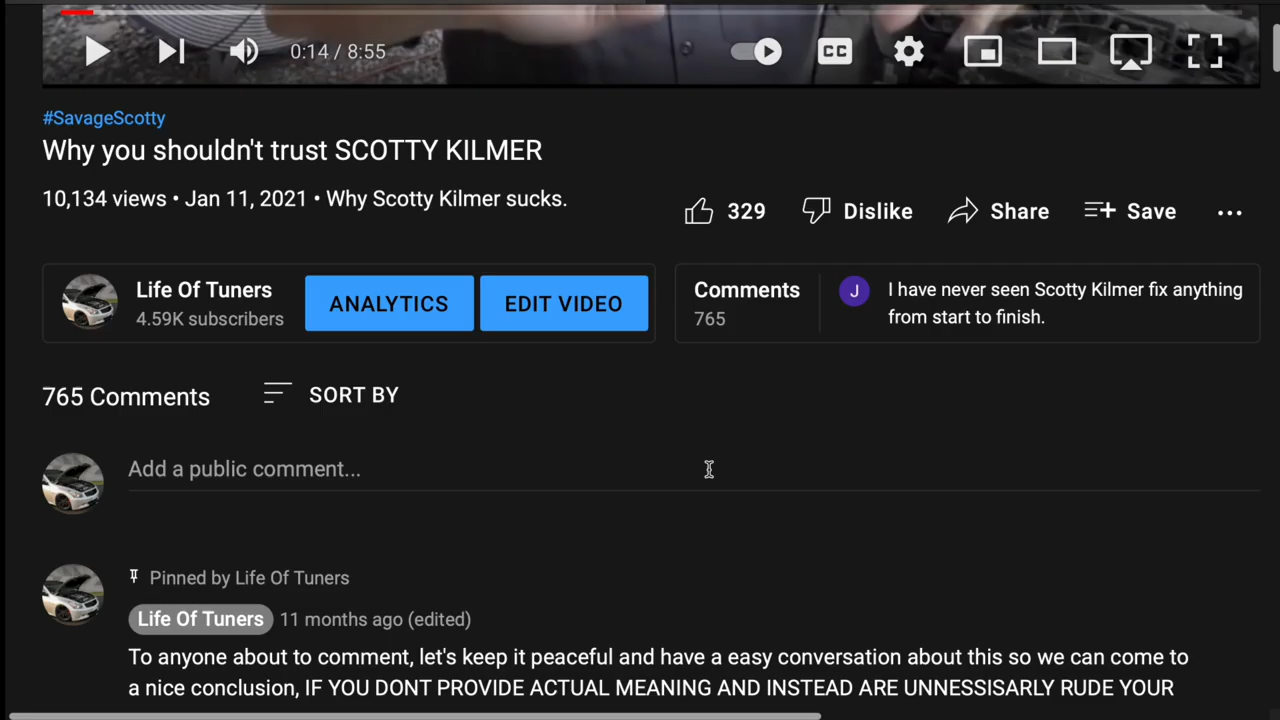 0:14 / 8:55
CC
#SavageScotty
Why you shouldn't trust SCOTTY KILMER
10,134 views • Jan 11, 2021 • Why Scotty Kilmer sucks.
329 Dislike Share Save
Life Of Tuners
4.59K subscribers
ANALYTICS EDIT VIDEO
Comments
765
J
I have never seen Scotty Kilmer fix anything
from start to finish.
765 Comments SORT BY
Add a public comment...
Pinned by Life Of Tuners
Life Of Tuners 11 months ago (edited)
To anyone about to comment, let's keep it peaceful and have a easy conversation about this so we can come to
a nice conclusion, IF YOU DONT PROVIDE ACTUAL MEANING AND INSTEAD ARE UNNESSISARLY RUDE YOUR